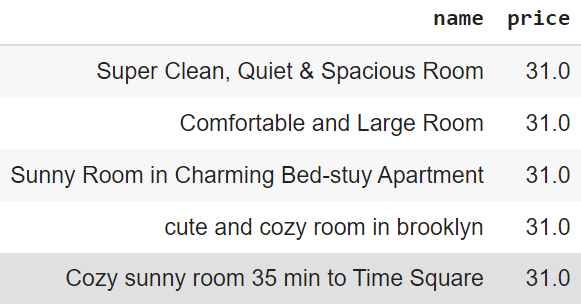 name price
Super Clean, Quiet & Spacious Room 31.0
Comfortable and Large Room 31.0
Sunny Room in Charming Bed-stuy Apartment 31.0
cute and cozy room in brooklyn 31.0
Cozy sunny room 35 min to Time Square 31.0